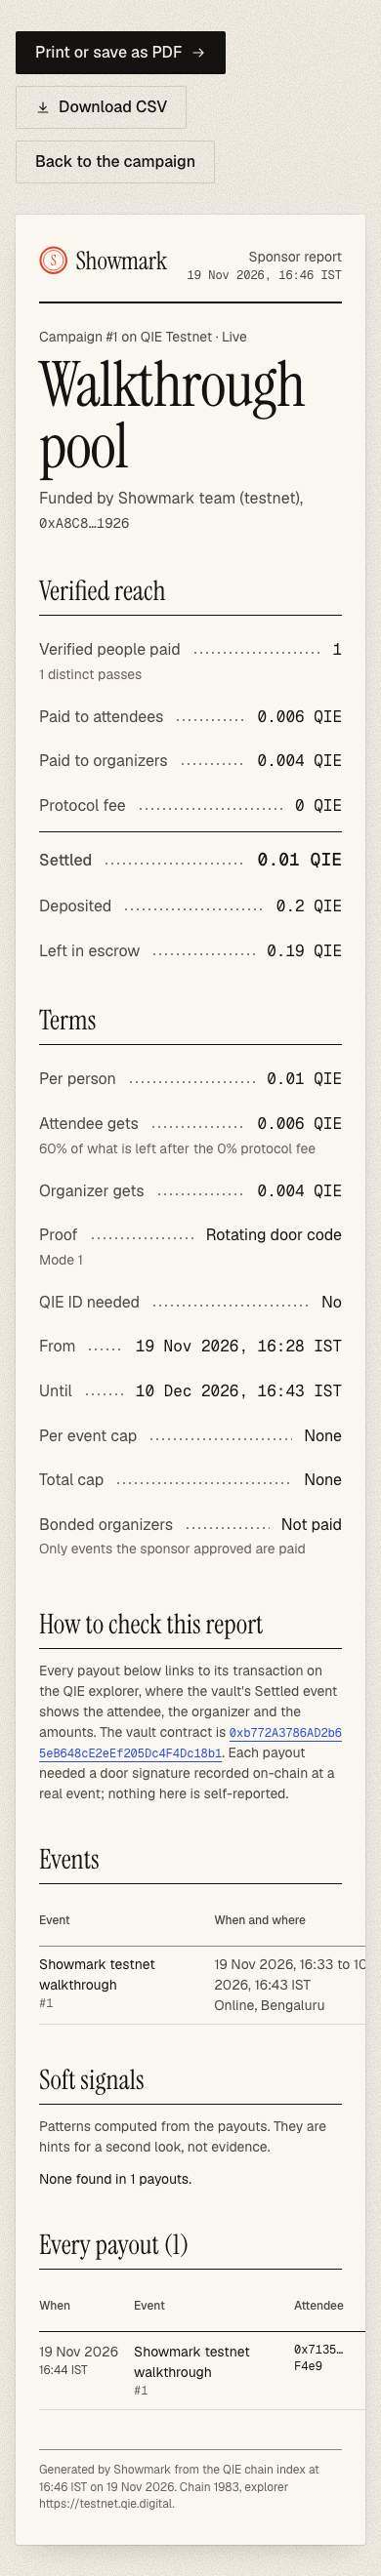 Print or save as PDF →
Download CSV
Back to the campaign
S Showmark
Sponsor report
19 Nov 2026, 16:46 IST
Campaign #1 on QIE Testnet · Live
Walkthrough
pool
Funded by Showmark team (testnet),
0xA8C8…1926
Verified reach
Verified people paid 1
1 distinct passes
Paid to attendees 0.006 QIE
Paid to organizers 0.004 QIE
Protocol fee 0 QIE
Settled 0.01 QIE
Deposited 0.2 QIE
Left in escrow 0.19 QIE
Terms
Per person 0.01 QIE
Attendee gets 0.006 QIE
60% of what is left after the 0% protocol fee
Organizer gets 0.004 QIE
Proof Rotating door code
Mode 1
QIE ID needed No
From 19 Nov 2026, 16:28 IST
Until 10 Dec 2026, 16:43 IST
Per event cap None
Total cap None
Bonded organizers Not paid
Only events the sponsor approved are paid
How to check this report
Every payout below links to its transaction on
the QIE explorer, where the vault's Settled event
shows the attendee, the organizer and the
amounts. The vault contract is 0xb772A3786AD2b6
5eB648cE2eEf205Dc4F4Dc18b1. Each payout
needed a door signature recorded on-chain at a
real event; nothing here is self-reported.
Events
Event When and where
Showmark testnet 19 Nov 2026, 16:33 to 10
walkthrough 2026, 16:43 IST
#1 Online, Bengaluru
Soft signals
Patterns computed from the payouts. They are
hints for a second look, not evidence.
None found in 1 payouts.
Every payout (1)
When Event Attendee
19 Nov 2026 Showmark testnet 0x7135…
16:44 IST walkthrough F4e9
#1
Generated by Showmark from the QIE chain index at
16:46 IST on 19 Nov 2026. Chain 1983, explorer
https://testnet.qie.digital.